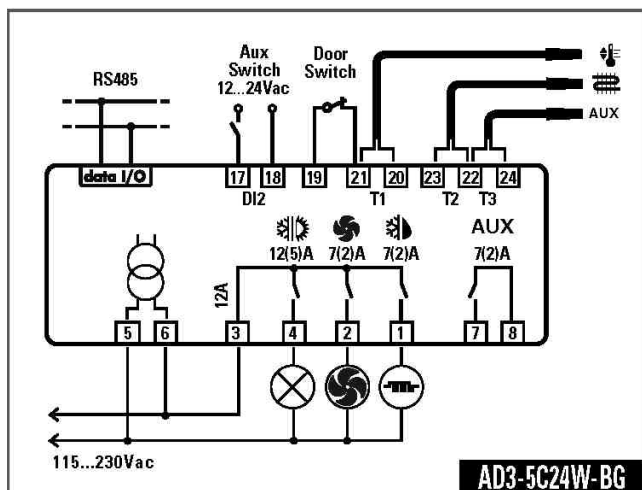 RS485
Aux
Switch
12...24Vac
Door
Switch
AUX
data I/O
17 18 19 21 20 23 22 24
DI2 T1 T2 T3
AUX
12(5)A 7(2)A 7(2)A 7(2)A
12A
5 6 3 4 2 1 7 8
115...230Vac
AD3-5C24W-BG